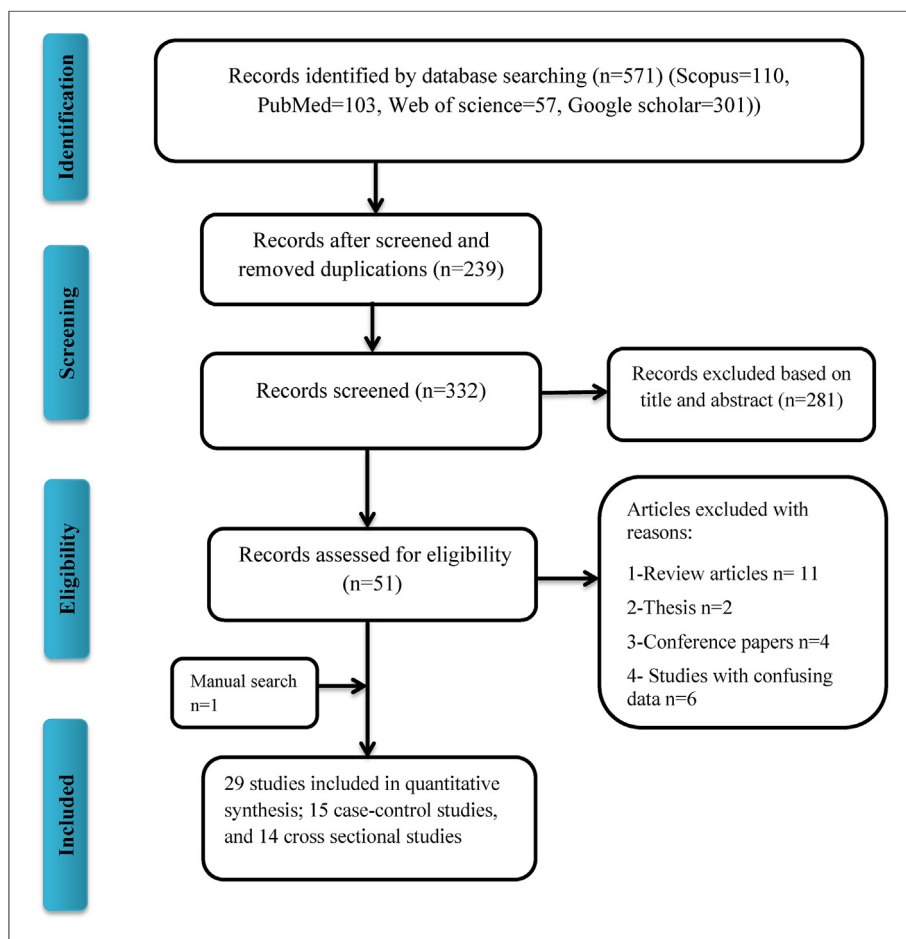 Identification
Records identified by database searching (n=571) (Scopus=110,
PubMed=103, Web of science=57, Google scholar=301))
Records after screened and
removed duplications (n=239)
Screening
Records screened (n=332)
Records excluded based on
title and abstract (n=281)
Eligibility
Records assessed for eligibility
(n=51)
Articles excluded with
reasons:
1-Review articles n= 11
2-Thesis n=2
3-Conference papers n=4
4- Studies with confusing
data n=6
Manual search
n=1
Included
29 studies included in quantitative
synthesis; 15 case-control studies,
and 14 cross sectional studies